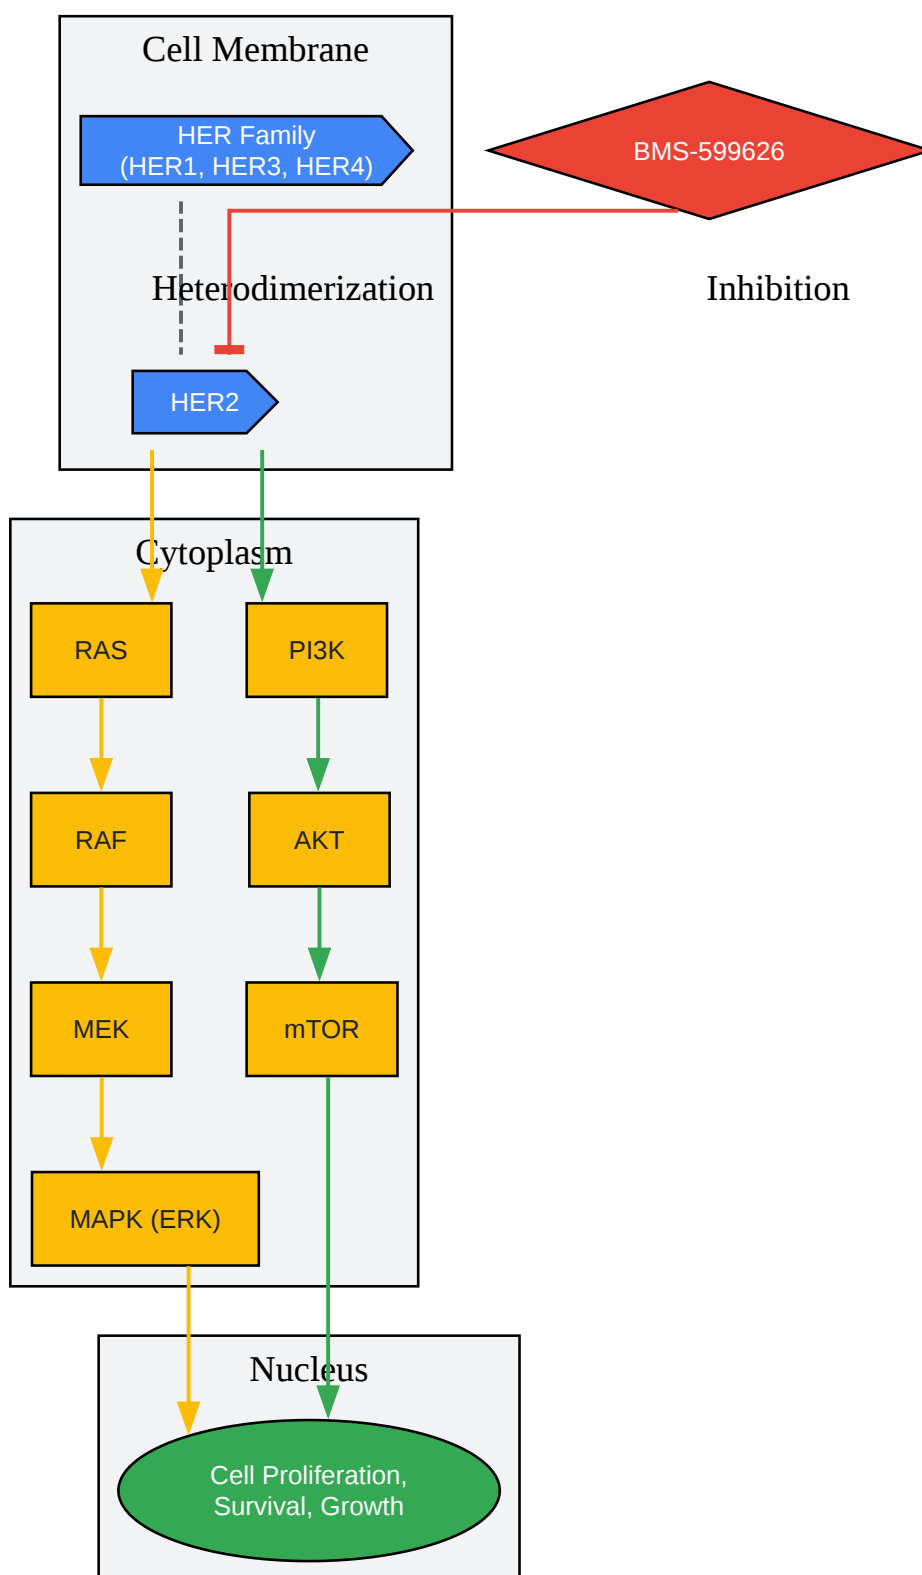 Cell Membrane
HER Family
(HER1, HER3, HER4)
BMS-599626
Heterodimerization
Inhibition
HER2
Cytoplasm
RAS
PI3K
RAF
AKT
MEK
mTOR
MAPK (ERK)
Nucleus
Cell Proliferation,
Survival, Growth